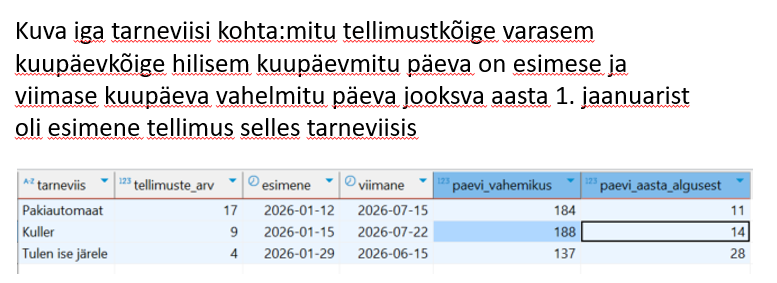 Kuva iga tarneviisi kohta:mitu tellimustkõige varasem
kuupäevkõige hilisem kuupäevmitu päeva on esimese ja
viimase kuupäeva vahelmitu päeva jooksva aasta 1. jaanuarist
oli esimene tellimus selles tarneviisis
A-Z tarneviis 123 tellimuste_arv esimene viimane 123 paevi_vahemikus 123 paevi_aasta_algusest
Pakiautomaat 17 2026-01-12 2026-07-15 184 11
Kuller 9 2026-01-15 2026-07-22 188 14
Tulen ise järele 4 2026-01-29 2026-06-15 137 28